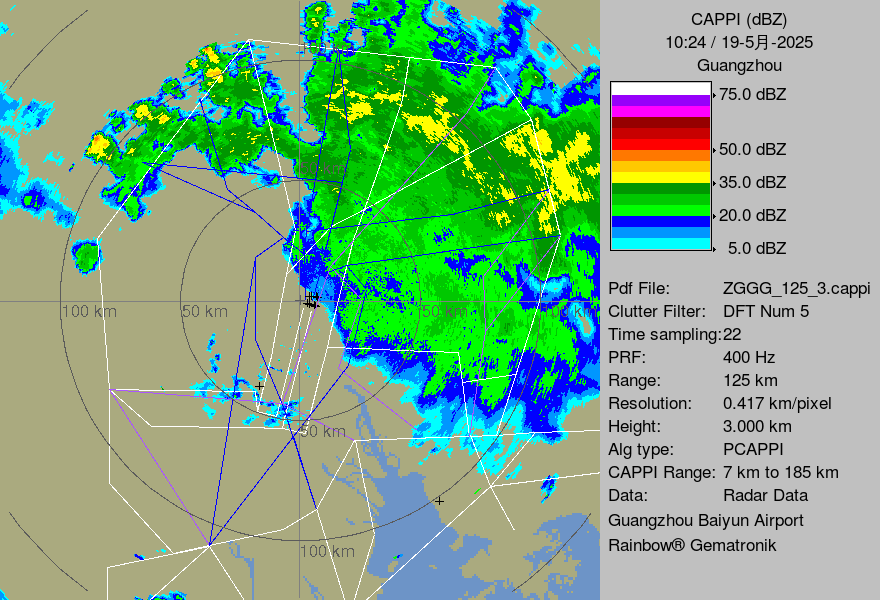 CAPPI (dBZ)
10:24 / 19-5月-2025
Guangzhou
75.0 dBZ
50.0 dBZ
35.0 dBZ
20.0 dBZ
5.0 dBZ
Pdf File: ZGGG_125_3.cappi
Clutter Filter: DFT Num 5
Time sampling:22
PRF: 400 Hz
Range: 125 km
Resolution: 0.417 km/pixel
Height: 3.000 km
Alg type: PCAPPI
CAPPI Range: 7 km to 185 km
Data: Radar Data
Guangzhou Baiyun Airport
Rainbow® Gematronik
100 km
50 km
50 km
100 km
50 km
100 km